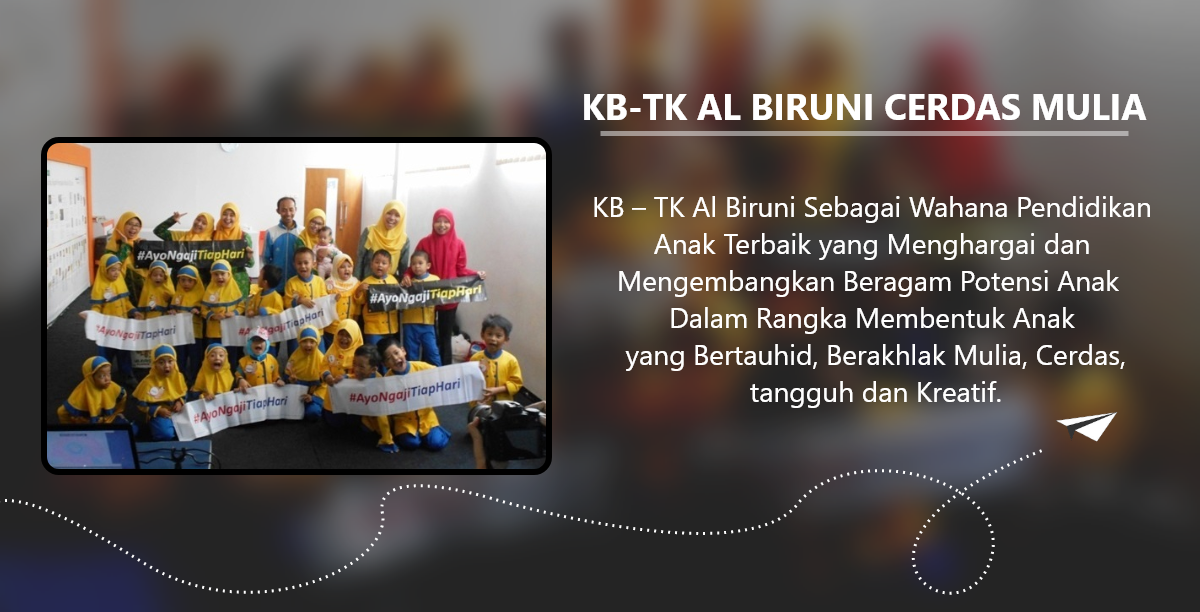 KB-TK AL BIRUNI CERDAS MULIA
KB – TK Al Biruni Sebagai Wahana Pendidikan
Anak Terbaik yang Menghargai dan
Mengembangkan Beragam Potensi Anak
Dalam Rangka Membentuk Anak
yang Bertauhid, Berakhlak Mulia, Cerdas,
tangguh dan Kreatif.
#AyoNgajiTiapHari
#AyoNgajiTiapHari
#AyoNgajiTiapHari
#AyoNgajiTiapHari
#AyoNgajiTiapHari
#AyoNgajiTiapHari